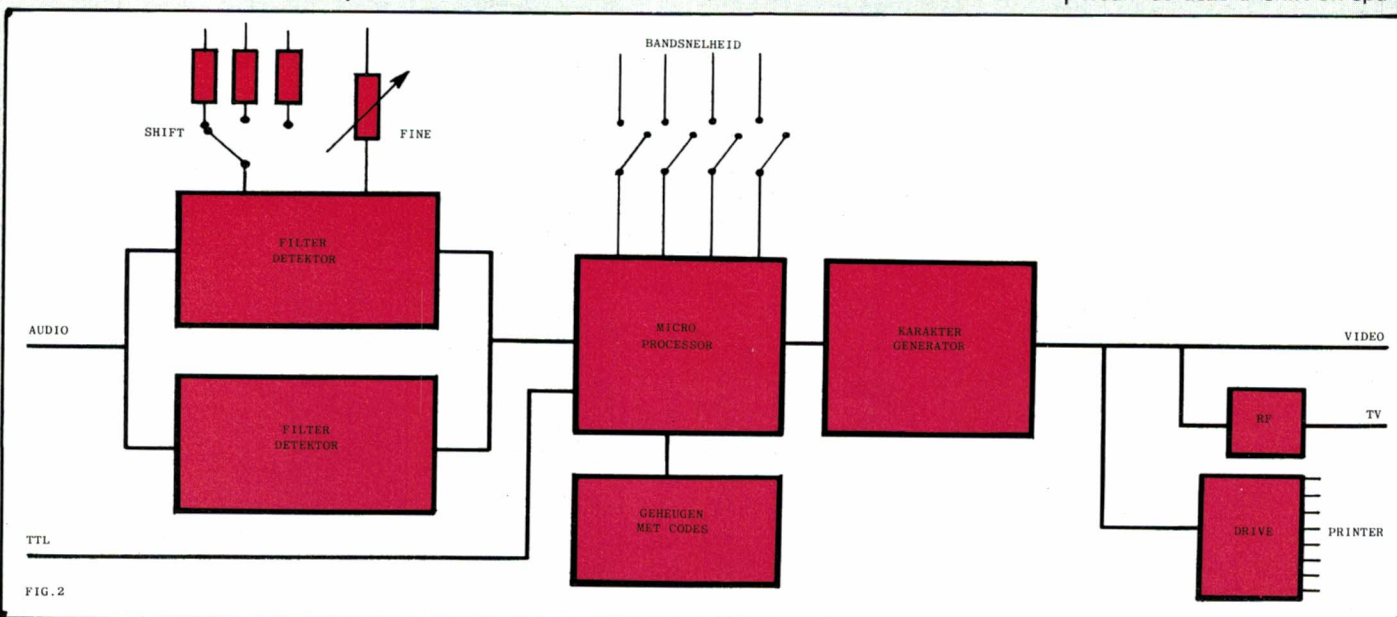 BANDSNELHEID
SHIFT
FINE
FILTER
DETEKTOR
AUDIO
MICRO
PROCESSOR
KARAKTER
GENERATOR
VIDEO
RF
TV
FILTER
DETEKTOR
GEHEUGEN
MET CODES
DRIVE
PRINTER
TTL
FIG.2